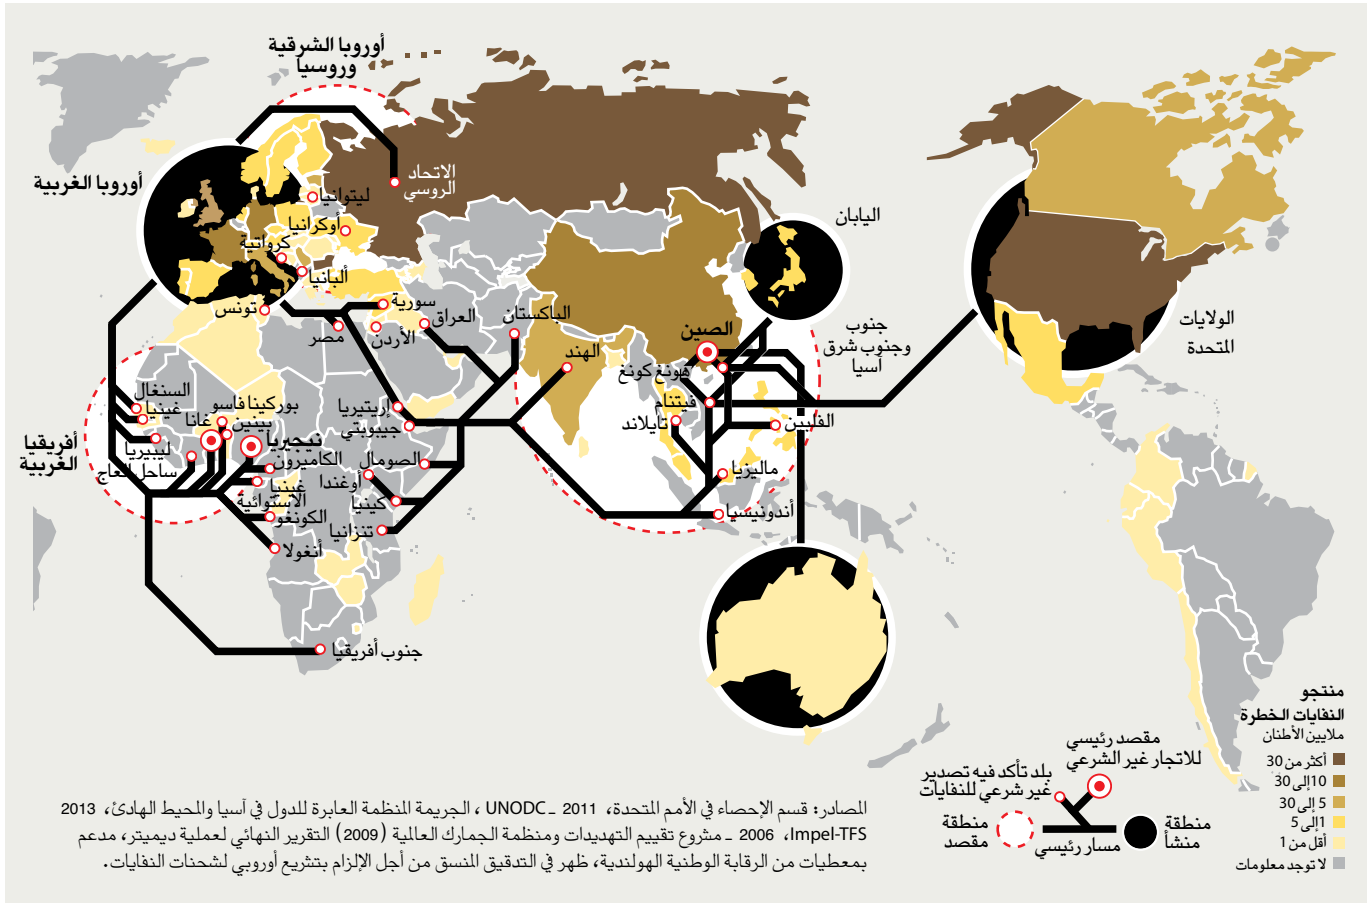 أوروبا الشرقية
وروسيا
أوروبا الغربية
الاتحاد
الروسي
ليتوانيا
أوكرانيا
كرواتية
ألبانيا
اليابان
تونس
سورية
مصر
الأردن
العراق
الباكستان
الهند
الصين
هونغ كونغ
فيتنام
تايلاند
الفلبين
ماليزيا
أندونيسيا
جنوب
وجنوب شرق
آسيا
الولايات
المتحدة
أفريقيا
الغربية
السنغال
غينيا
ليبيريا
ساحل العاج
بوركينافاسو
غانا
بينين
نيجيريا
الكاميرون
غينيا
الاستوائية
الكونغو
أنغولا
إريتيريا
جيبوبتي
الصومال
أوغندا
كينيا
تنزانيا
جنوب أفريقيا
منتجو
النفايات الخطرة
ملايين الأطنان
أكثر من 30
10 إلى 30
5 إلى 30
1 إلى 5
أقل من 1
لا توجد معلومات
مقصد رئيسي
للاتجار غير الشرعي
بلد تأكد فيه تصدير
غير شرعي للنفايات
منطقة
منشأ
مسار رئيسي
منطقة
مقصد
المصادر: قسم الإحصاء في الأمم المتحدة، 2011 ـ UNODC ، الجريمة المنظمة العابرة للدول في آسيا والمحيط الهادئ، 2013
Impel-TFS، 2006 ـ مشروع تقييم التهديدات ومنظمة الجمارك العالمية (2009) التقرير النهائي لعملية ديميتر، مدعم
بمعطيات من الرقابة الوطنية الهولندية، ظهر في التدقيق المنسق من أجل الإلزام بتثريع أوروبي لشحنات النفايات.